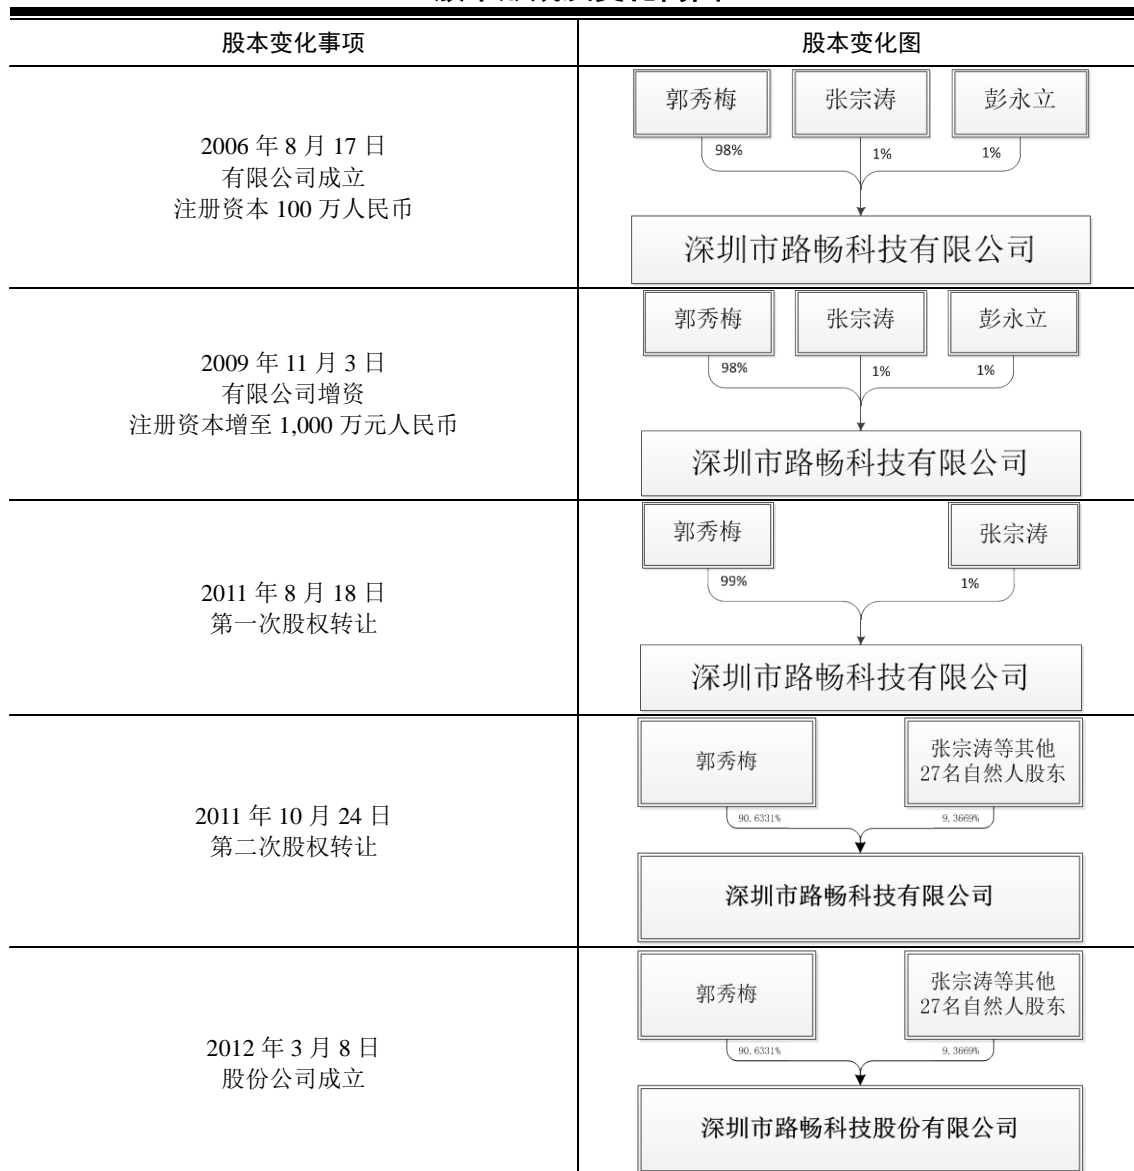 股本变化事项
股本变化图
2006 年 8 月 17 日
有限公司成立
注册资本 100 万人民币
郭秀梅
张宗涛
彭永立
98%
1%
1%
深圳市路畅科技有限公司
2009 年 11 月 3 日
有限公司增资
注册资本增至 1,000 万元人民币
郭秀梅
张宗涛
彭永立
98%
1%
1%
深圳市路畅科技有限公司
2011 年 8 月 18 日
第一次股权转让
郭秀梅
张宗涛
99%
1%
深圳市路畅科技有限公司
2011 年 10 月 24 日
第二次股权转让
郭秀梅
张宗涛等其他
27名自然人股东
90.6331%
9.3669%
深圳市路畅科技有限公司
2012 年 3 月 8 日
股份公司成立
郭秀梅
张宗涛等其他
27名自然人股东
90.6331%
9.3669%
深圳市路畅科技股份有限公司